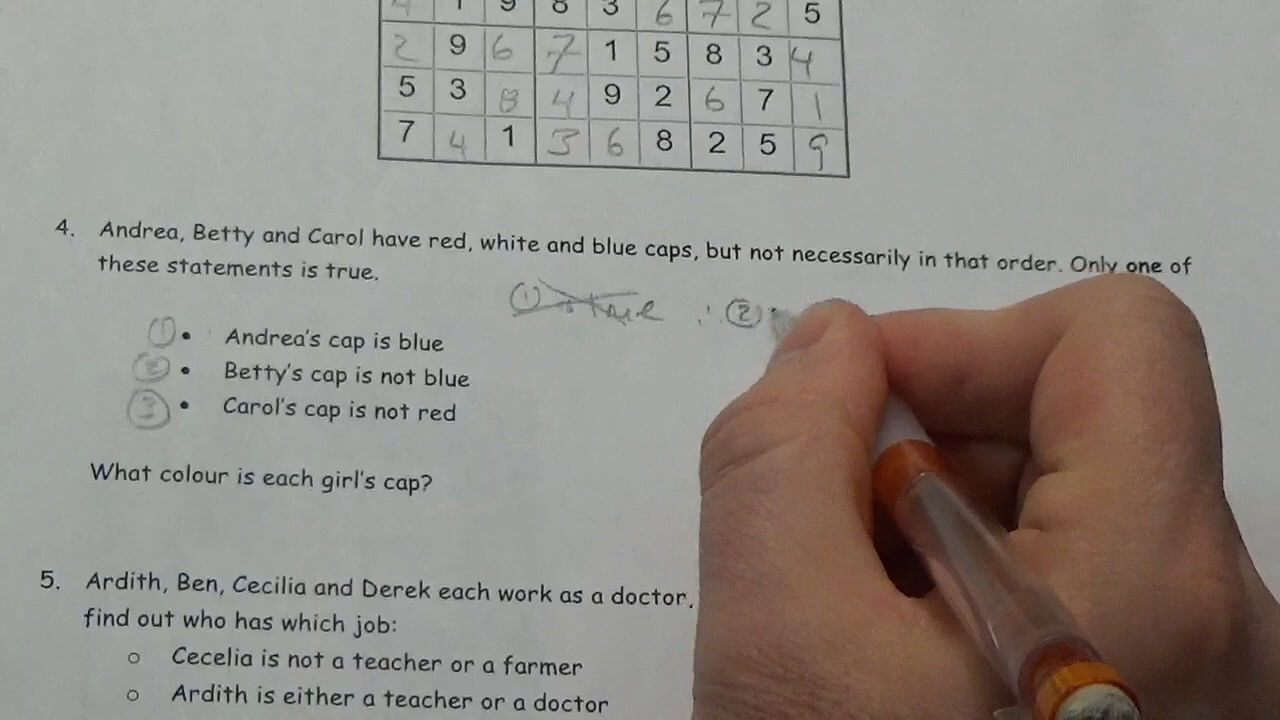 1 9 8 3 6 7 2 5
2 9 6 7 1 5 8 3 4
5 3 8 4 9 2 6 7 1
7 4 1 3 6 8 2 5 9
4. Andrea, Betty and Carol have red, white and blue caps, but not necessarily in that order. Only one of
these statements is true.
① is true ∴ ②
① • Andrea's cap is blue
② • Betty's cap is not blue
③ • Carol's cap is not red
What colour is each girl's cap?
5. Ardith, Ben, Cecilia and Derek each work as a doctor,
find out who has which job:
o Cecelia is not a teacher or a farmer
o Ardith is either a teacher or a doctor